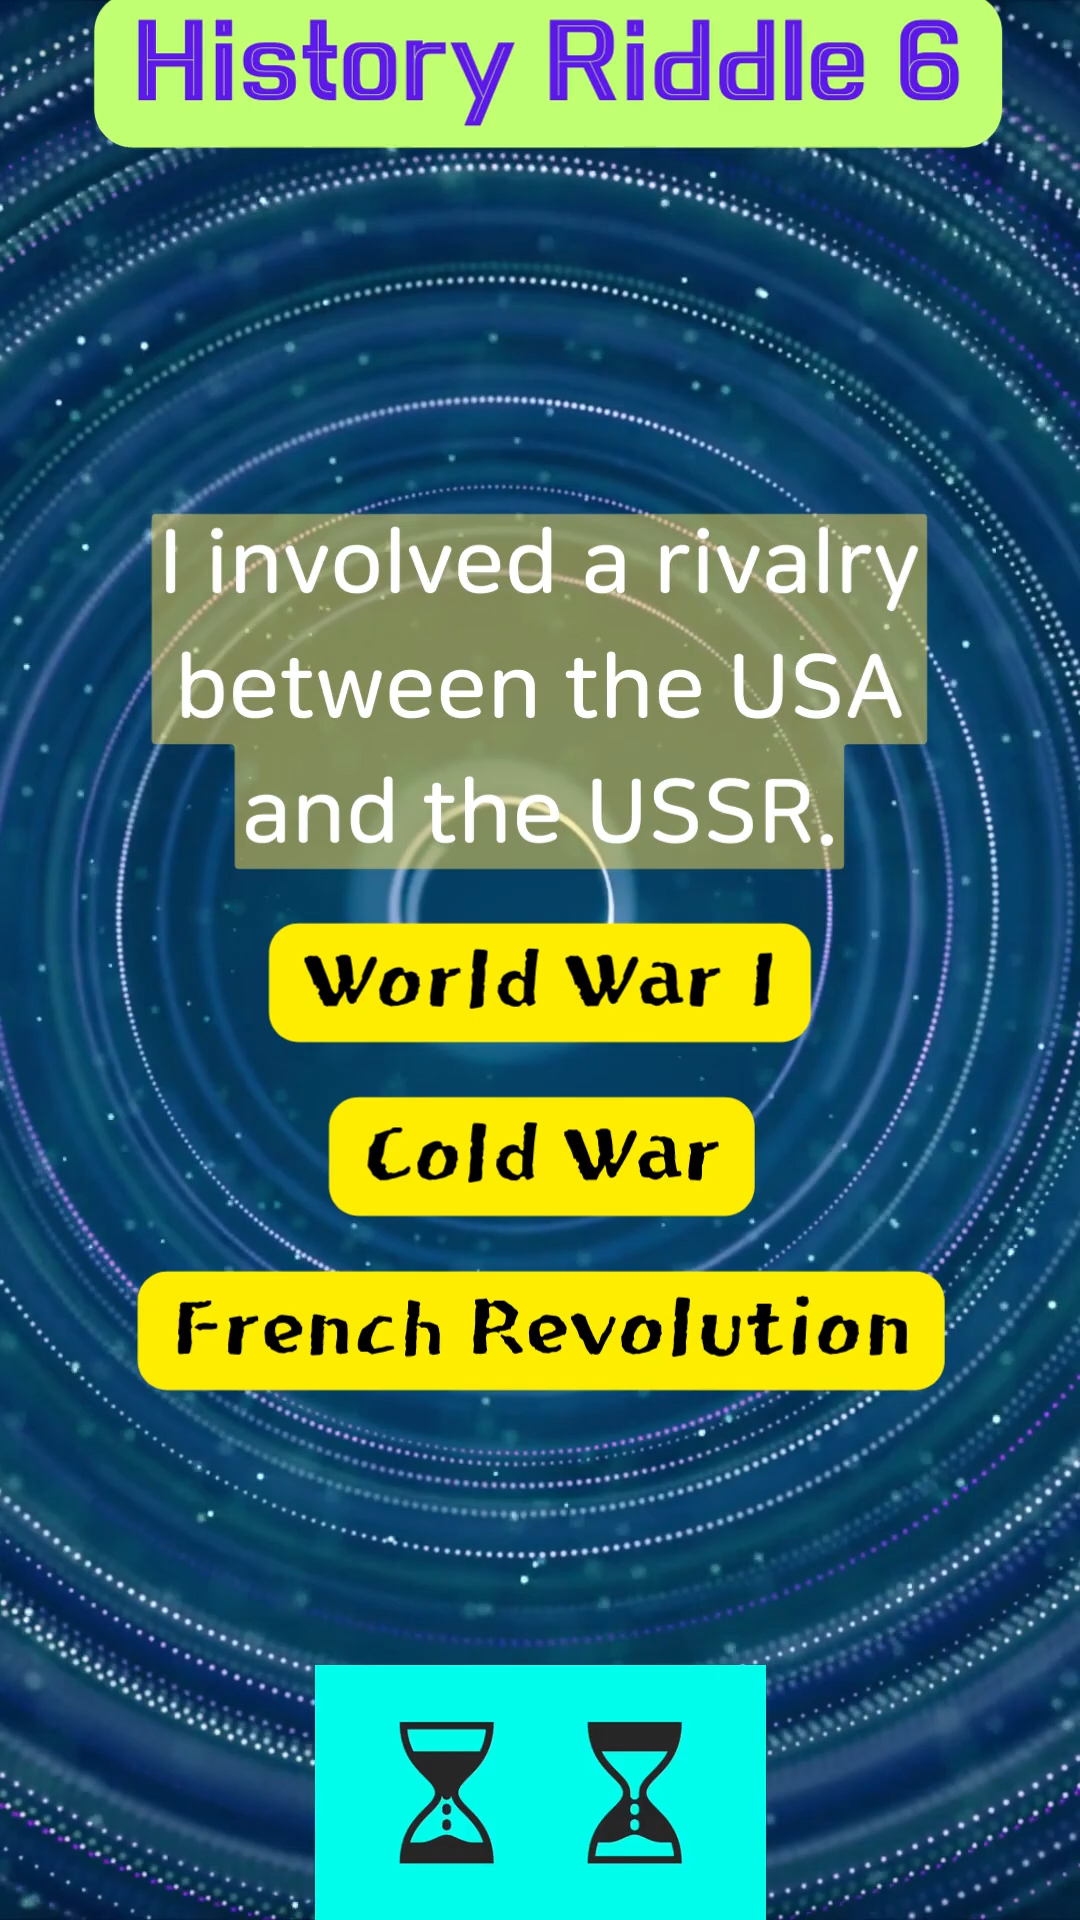 History Riddle 6
I involved a rivalry
between the USA
and the USSR.
World War I
Cold War
French Revolution